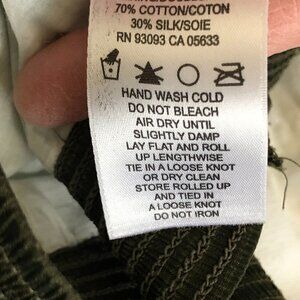 70% COTTON/COTON
30% SILK/SOIE
RN 93093 CA 05633
HAND WASH COLD
DO NOT BLEACH
AIR DRY UNTIL
SLIGHTLY DAMP
LAY FLAT AND ROLL
UP LENGTHWISE
TIE IN A LOOSE KNOT
OR DRY CLEAN
STORE ROLLED UP
AND TIED IN
A LOOSE KNOT
DO NOT IRON